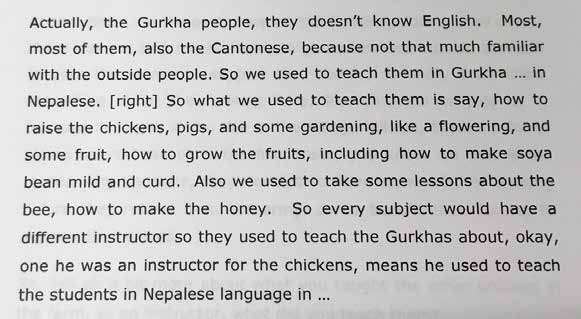 Actually, the Gurkha people, they doesn't know English. Most,
most of them, also the Cantonese, because not that much familiar
with the outside people. So we used to teach them in Gurkha ... in
Nepalese. [right] So what we used to teach them is say, how to
raise the chickens, pigs, and some gardening, like a flowering, and
some fruit, how to grow the fruits, including how to make soya
bean mild and curd. Also we used to take some lessons about the
bee, how to make the honey. So every subject would have a
different instructor so they used to teach the Gurkhas about, okay,
one he was an instructor for the chickens, means he used to teach
the students in Nepalese language in ...